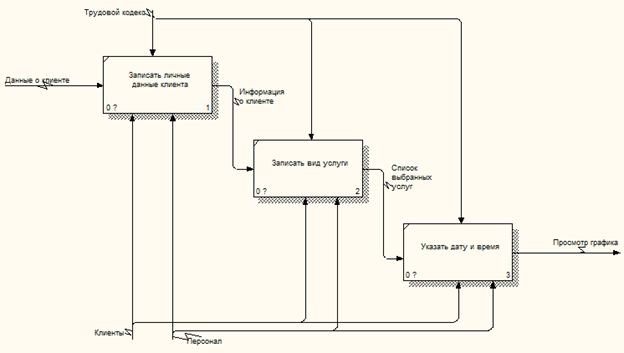 Трудовой кодекс
Данные о клиенте
Записать личные
данные клиента
0 ?
1
Информация
о клиенте
Записать вид услуги
0 ?
2
Список
выбранных
услуг
Указать дату и время
0 ?
3
Просмотр графика
Клиенты
Персонал